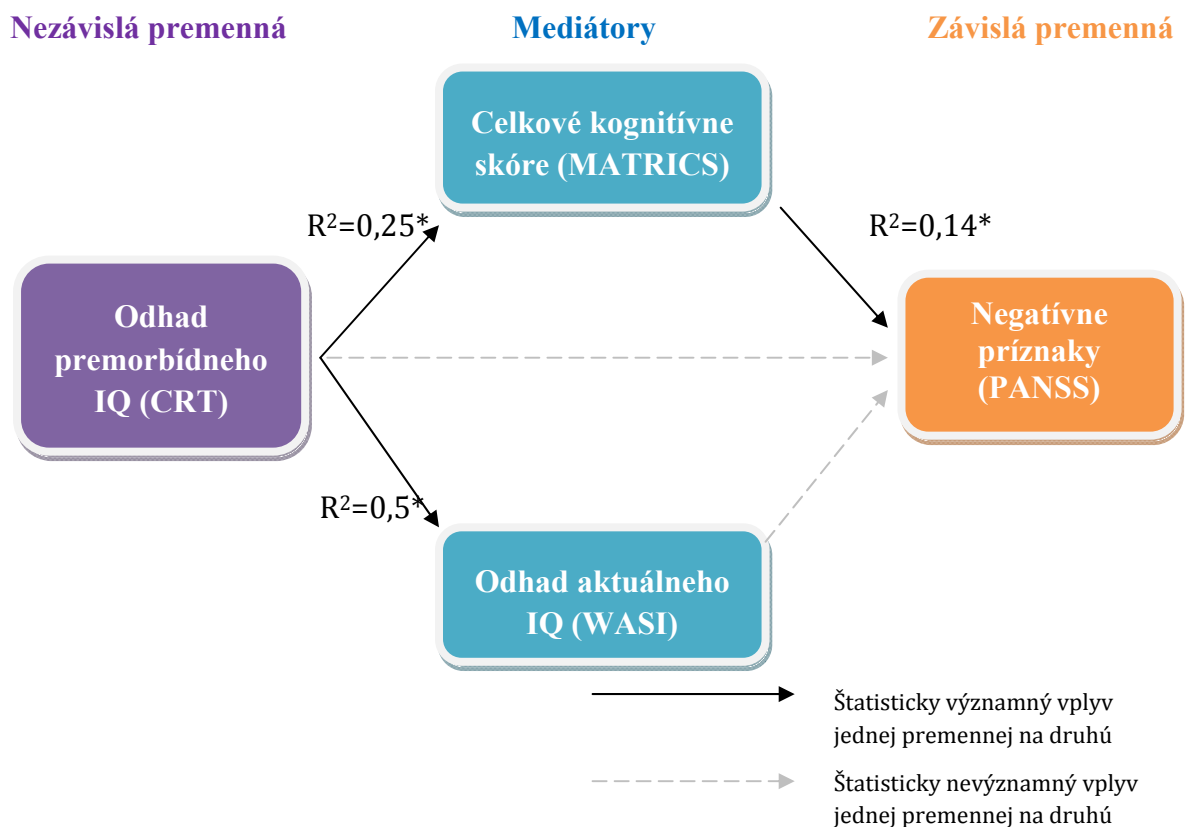 Nezávislá premenná
Mediátory
Závislá premenná
Celkové kognitívne
skóre (MATRICS)
R²=0,25*
R²=0,14*
Odhad
premorbídneho
IQ (CRT)
Negatívne
príznaky
(PANSS)
R²=0,5*
Odhad aktuálneho
IQ (WASI)
Štatisticky významný vplyv
jednej premennej na druhú
Štatisticky nevýznamný vplyv
jednej premennej na druhú